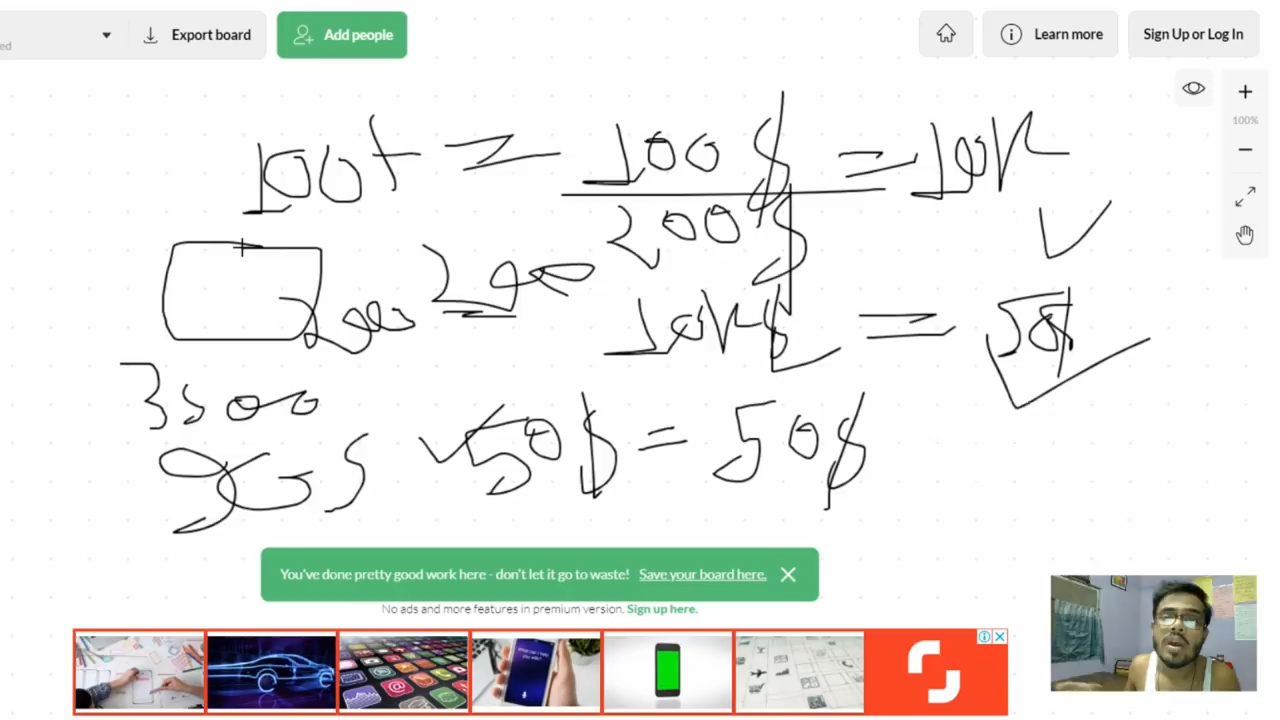 ed
Export board
Add people
Learn more
Sign Up or Log In
100%
100+ = 100$ = 10K
200$
2000
10K$ = 50$
3500
50$ = 50$
You've done pretty good work here - don't let it go to waste! Save your board here.
No ads and more features in premium version. Sign up here.